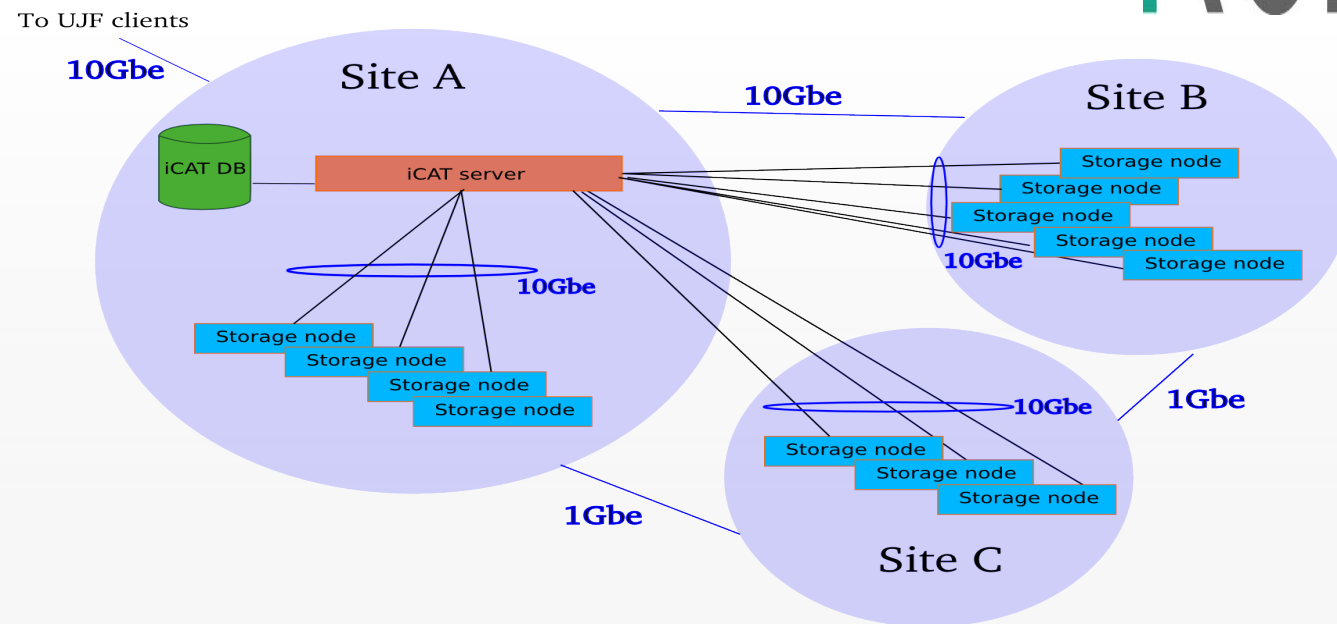 To UJF clients
10Gbe
Site A
10Gbe
Site B
iCAT DB
iCAT server
Storage node
Storage node
Storage node
Storage node
Storage node
10Gbe
10Gbe
Storage node
Storage node
Storage node
Storage node
10Gbe
1Gbe
Storage node
Storage node
Storage node
1Gbe
Site C